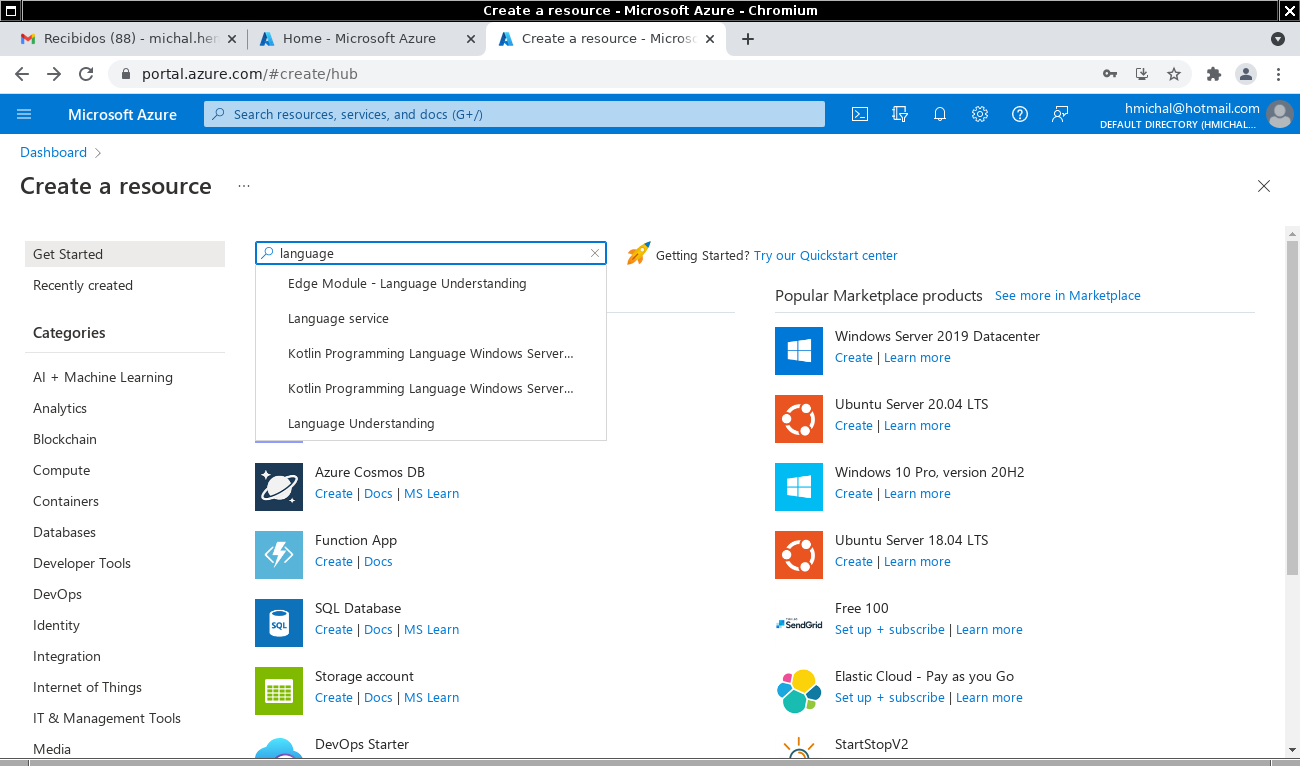 Create a resource - Microsoft Azure - Chromium
Recibidos (88) - michal.her
Home - Microsoft Azure
Create a resource - Micros
portal.azure.com/#create/hub
Microsoft Azure
Search resources, services, and docs (G+/)
hmichal@hotmail.com
DEFAULT DIRECTORY (HMICHAL...
Dashboard
Create a resource
...
Get Started
Recently created
Categories
AI + Machine Learning
Analytics
Blockchain
Compute
Containers
Databases
Developer Tools
DevOps
Identity
Integration
Internet of Things
IT & Management Tools
Media
language
Edge Module - Language Understanding
Language service
Kotlin Programming Language Windows Server...
Kotlin Programming Language Windows Server...
Language Understanding
Azure Cosmos DB
Create | Docs | MS Learn
Function App
Create | Docs
SQL
SQL Database
Create | Docs | MS Learn
Storage account
Create | Docs | MS Learn
DevOps Starter
Getting Started? Try our Quickstart center
Popular Marketplace products See more in Marketplace
Windows Server 2019 Datacenter
Create | Learn more
Ubuntu Server 20.04 LTS
Create | Learn more
Windows 10 Pro, version 20H2
Create | Learn more
Ubuntu Server 18.04 LTS
Create | Learn more
SendGrid
Free 100
Set up + subscribe | Learn more
Elastic Cloud - Pay as you Go
Set up + subscribe | Learn more
StartStopV2